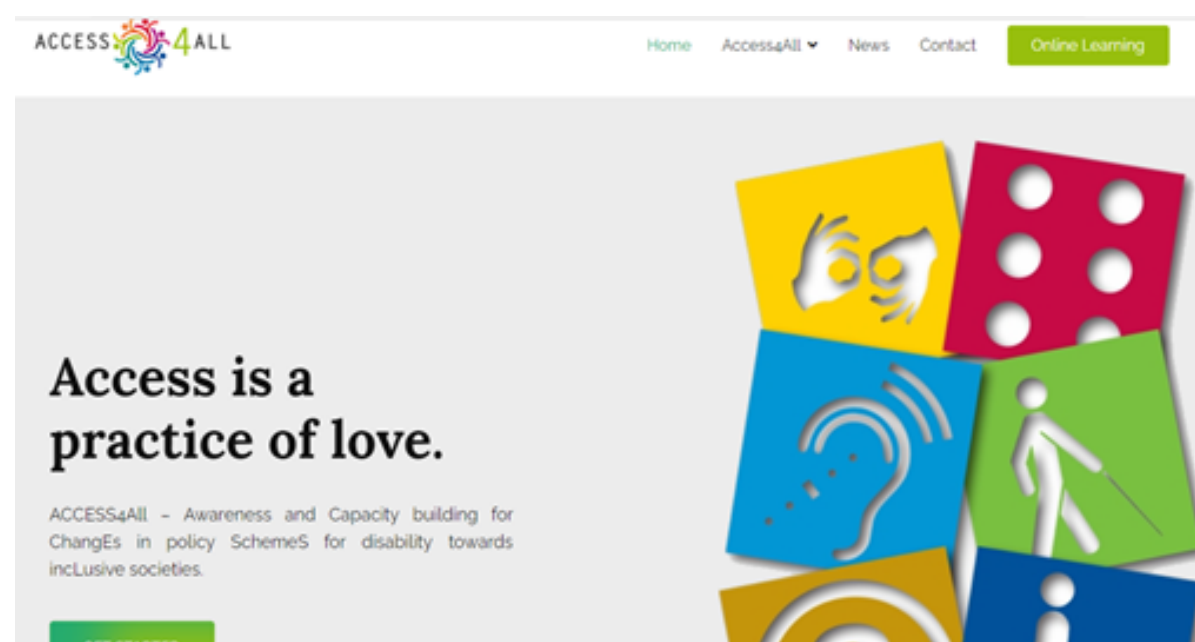 ACCESS 4 ALL
Home Access4All News Contact Online Learning
Access is a
practice of love.
ACCESS4All – Awareness and Capacity building for
ChangEs in policy SchemeS for disability towards
incLusive societies.